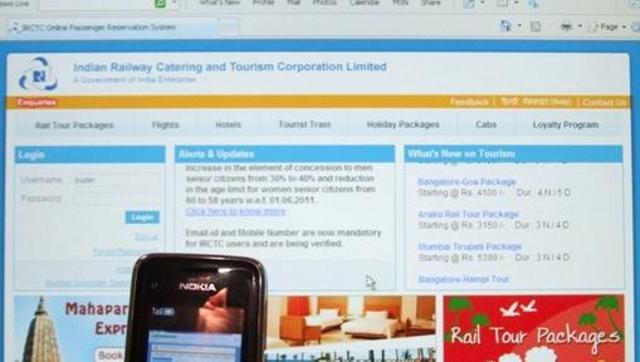 What's New Profile Mail Photos Calendar MSN Share
IRCTC Online Passenger Reservation System
Page
Indian Railway Catering and Tourism Corporation Limited
A Government of India Enterprise
Enquiries
Feedback | हिन्दी | Contact Us
Rail Tour Packages Flights Hotels Tourist Train Holiday Packages Cabs Loyalty Program
Login
Username
Password
Login
Alerts & Updates
Increase in the element of concession to men
senior citizens from 30% to 40% and reduction
in the age limit for women senior citizens from
60 to 58 years w.e.f. 01.06.2011.
Click here to know more
Email-id and Mobile Number are now mandatory
for IRCTC users and are being verified.
What's New on Tourism
Bangalore-Goa Package
Starting @ Rs. 4100/- Dur: 4 N / 5 D
Araku Rail Tour Package
Starting @ Rs. 3150/- Dur: 3 N / 4 D
Mumbai Tirupati Package
Starting @ Rs. 5399/- Dur: 3 N / 4 D
Bangalore-Hampi Tour
NOKIA
Mahapar
Expr
Book
Rail Tour Packages